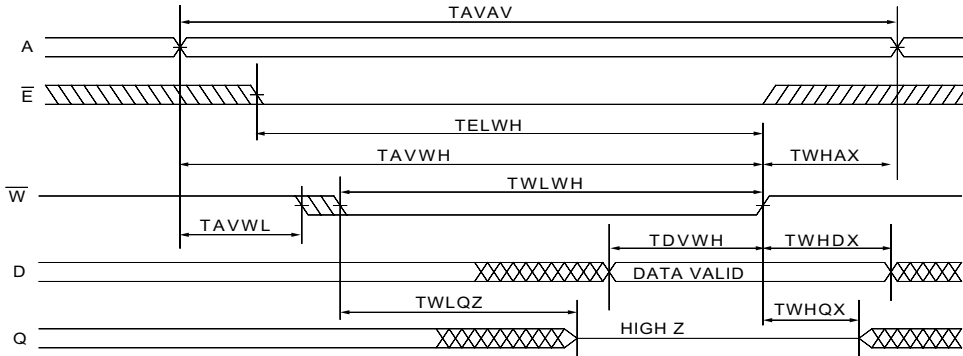 TAVAV
A
E
TELWH
TAVWH TWHAX
W TWLWH
TAVWL
TDVWH TWHDX
D DATA VALID
TWLQZ TWHQX
Q HIGH Z